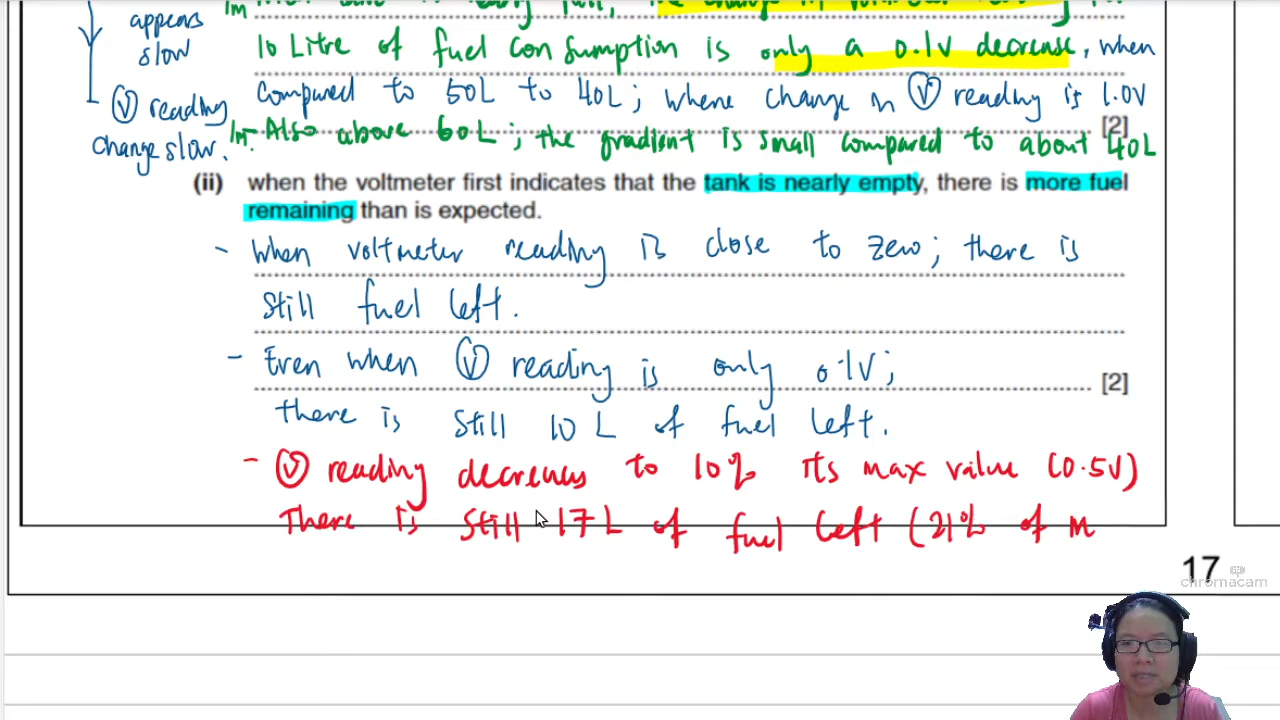 appears
slow
10 Litre of fuel consumption is only a 0.1V decrease, when
compared to 50L to 40L; where change in Ⓥ reading is 1.0V
Ⓥ reading
change slow.
[2]
1m- Also above 60L; the gradient is small compared to about 40L
(ii) when the voltmeter first indicates that the tank is nearly empty, there is more fuel
remaining than is expected.
- When voltmeter reading is close to zero; there is
still fuel left.
- Even when Ⓥ reading is only 0.1V;
[2]
there is still 10 L of fuel left.
- Ⓥ reading decreases to 10% its max value (0.5V)
There is still 17 L of fuel left (21% of M
17
chromacam